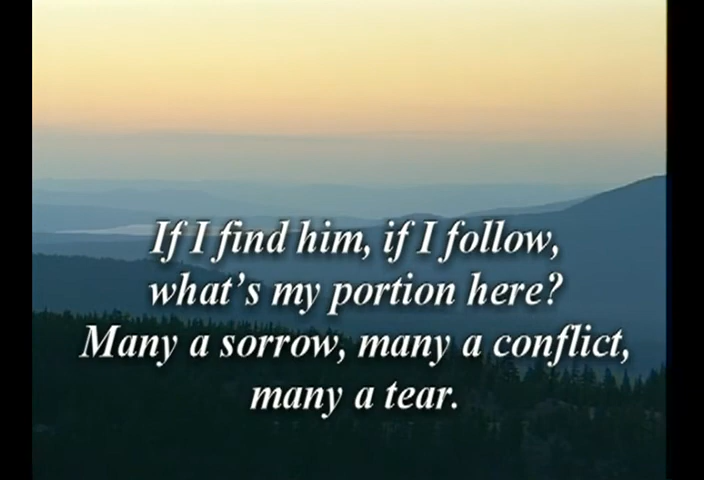 If I find him, if I follow,
what's my portion here?
Many a sorrow, many a conflict,
many a tear.